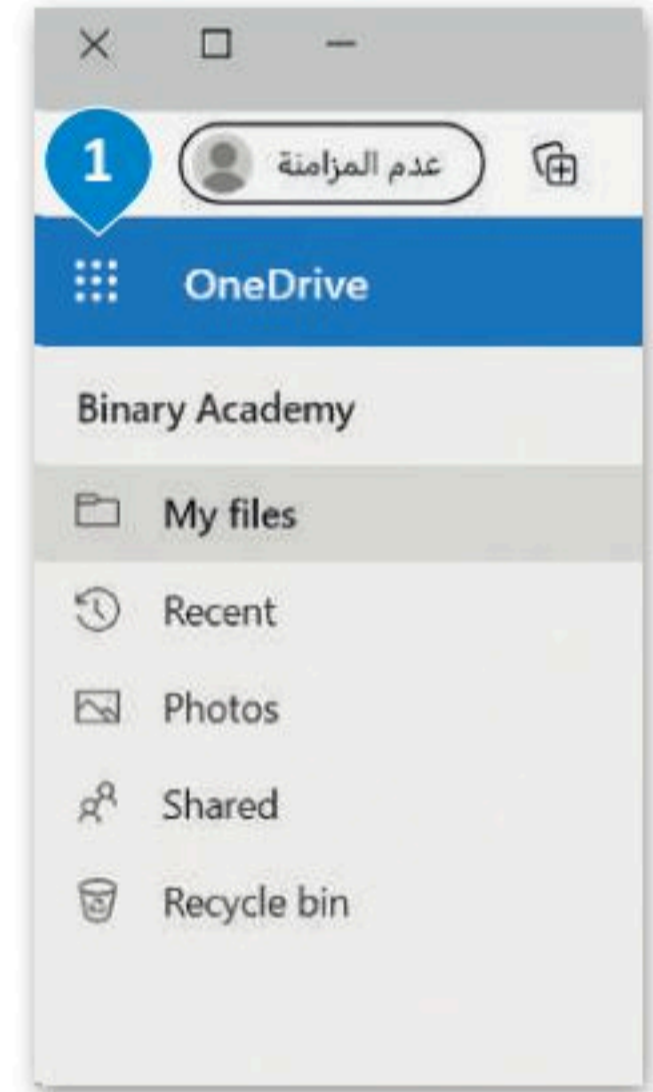 1
عدم المزامنة
OneDrive
Binary Academy
My files
Recent
Photos
Shared
Recycle bin